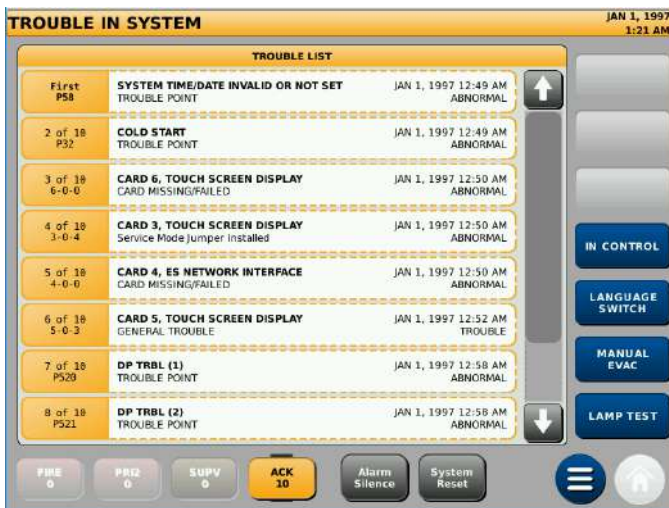 TROUBLE IN SYSTEM
JAN 1, 1997
1:21 AM
TROUBLE LIST
First
P58
SYSTEM TIME/DATE INVALID OR NOT SET
TROUBLE POINT
JAN 1, 1997 12:49 AM
ABNORMAL
2 of 10
P32
COLD START
TROUBLE POINT
JAN 1, 1997 12:49 AM
ABNORMAL
3 of 10
6-0-0
CARD 6, TOUCH SCREEN DISPLAY
CARD MISSING/FAILED
JAN 1, 1997 12:50 AM
ABNORMAL
4 of 10
3-0-4
CARD 3, TOUCH SCREEN DISPLAY
Service Mode Jumper Installed
JAN 1, 1997 12:50 AM
ABNORMAL
5 of 10
4-0-0
CARD 4, ES NETWORK INTERFACE
CARD MISSING/FAILED
JAN 1, 1997 12:50 AM
ABNORMAL
6 of 10
5-0-3
CARD 5, TOUCH SCREEN DISPLAY
GENERAL TROUBLE
JAN 1, 1997 12:52 AM
TROUBLE
7 of 10
P520
DP TRBL (1)
TROUBLE POINT
JAN 1, 1997 12:58 AM
ABNORMAL
8 of 10
P521
DP TRBL (2)
TROUBLE POINT
JAN 1, 1997 12:58 AM
ABNORMAL
IN CONTROL
LANGUAGE
SWITCH
MANUAL
EVAC
LAMP TEST
FIRE
0
PRI2
0
SUPV
0
ACK
10
Alarm
Silence
System
Reset